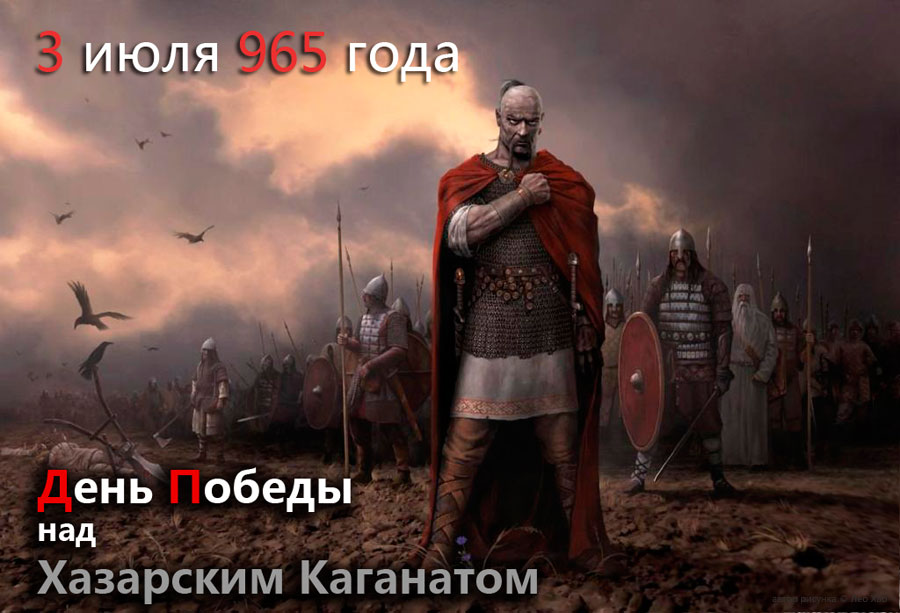 3 июля 965 года
День Победы
над
Хазарским Каганатом